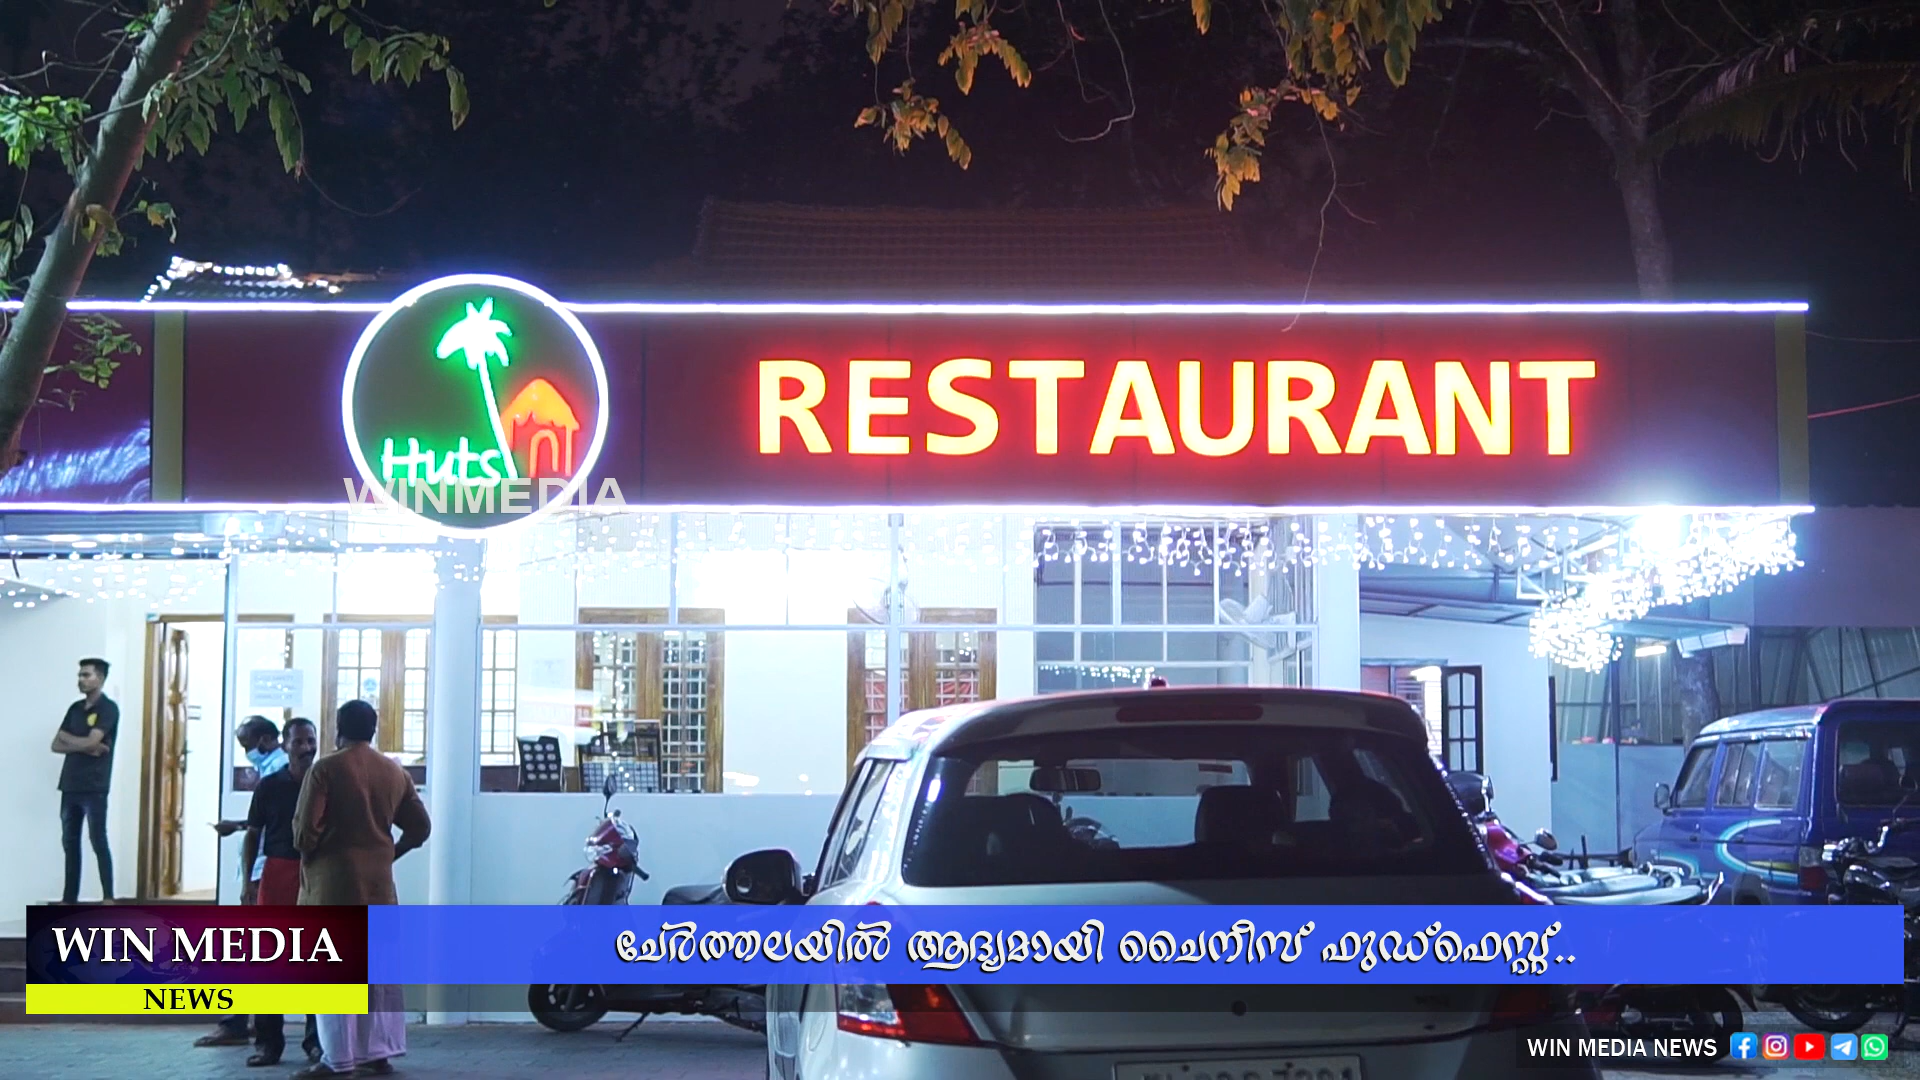 Huts
RESTAURANT
WINMEDIA
WIN MEDIA
NEWS
ചേർത്തലയിൽ ആദ്യമായി ചൈനീസ് ഫുഡ്ഫെസ്റ്റ്..
WIN MEDIA NEWS